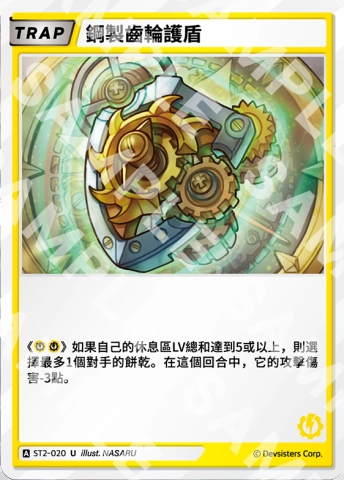 TRAP
鋼製齒輪護盾
《》如果自己的休息區LV總和達到5或以上，則選
擇最多1個對手的餅乾。在這個回合中，它的攻擊傷
害-3點。
A ST2-020 U illust. NASARU
© Devsisters Corp.
SAMPLE